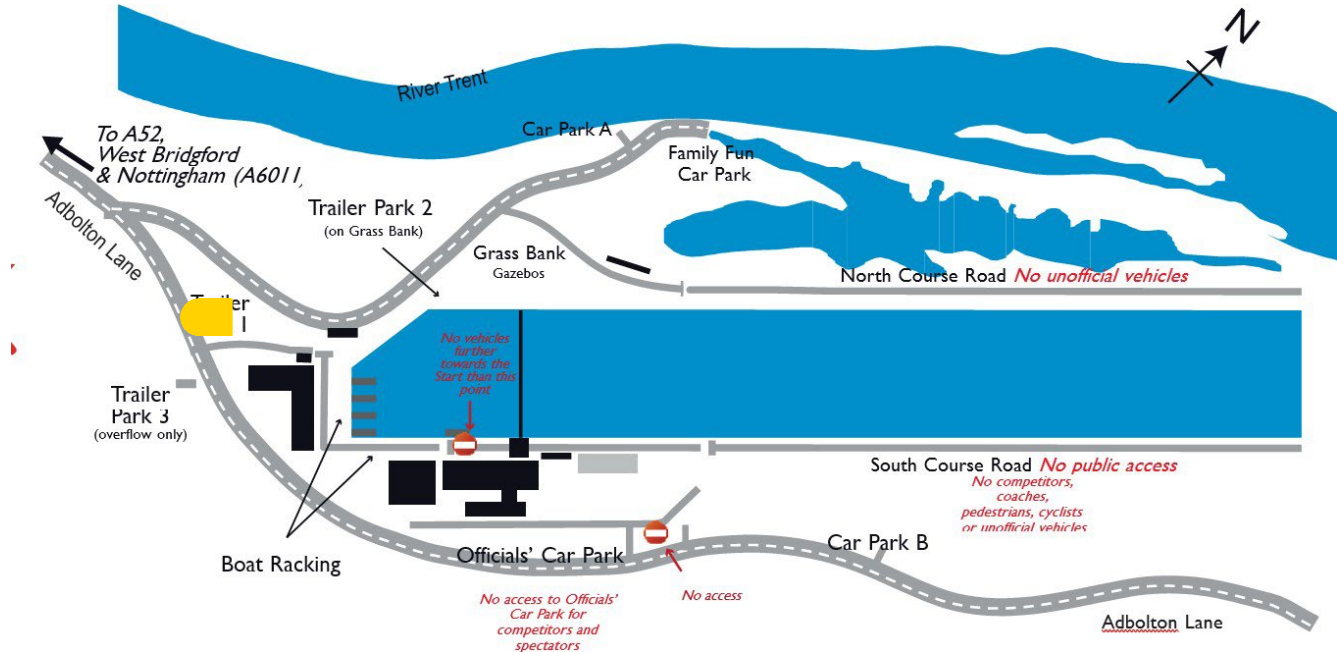 N
River Trent
To A52,
West Bridgford
& Nottingham (A6011
Adbolton Lane
Car Park A
Family Fun
Car Park
Trailer Park 2
(on Grass Bank)
Grass Bank
Gazebos
North Course Road No unofficial vehicles
1
No vehicles
further
towards the
Start than this
point
Trailer
Park 3
(overflow only)
South Course Road No public access
No competitors,
coaches,
pedestrians, cyclists
or unofficial vehicles
Boat Racking
Officials' Car Park
Car Park B
No access to Officials'
Car Park for
competitors and
spectators
No access
Adbolton Lane